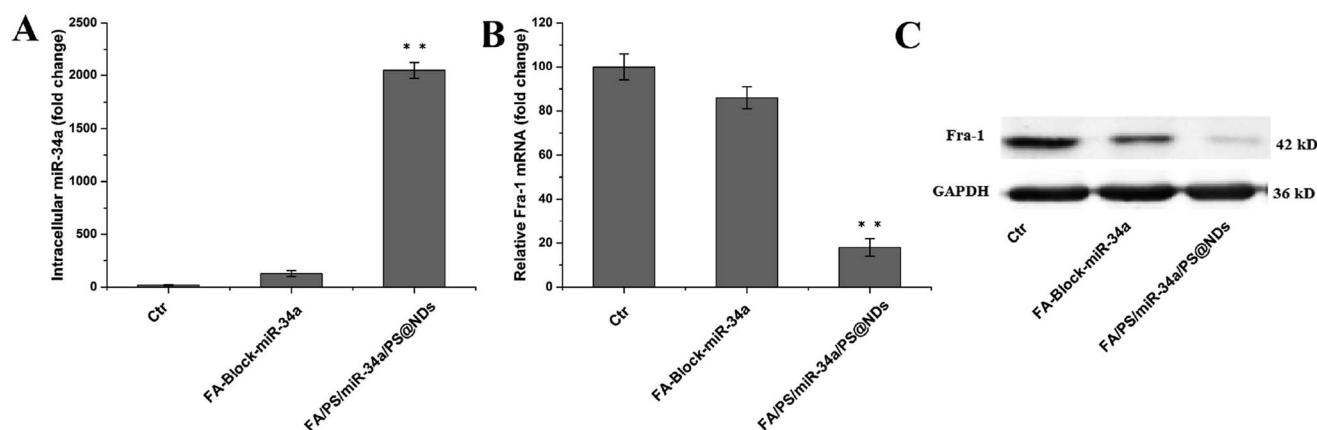 A
Intracellular miR-34a (fold change)
2500
2000
1500
1000
500
0
* *
Ctr
FA-Block-miR-34a
FA/PS/miR-34a/PS@NDs
B
Relative Fra-1 mRNA (fold change)
120
100
80
60
40
20
0
* *
Ctr
FA-Block-miR-34a
FA/PS/miR-34a/PS@NDs
C
Fra-1
42 kD
GAPDH
36 kD
Ctr
FA-Block-miR-34a
FA/PS/miR-34a/PS@NDs